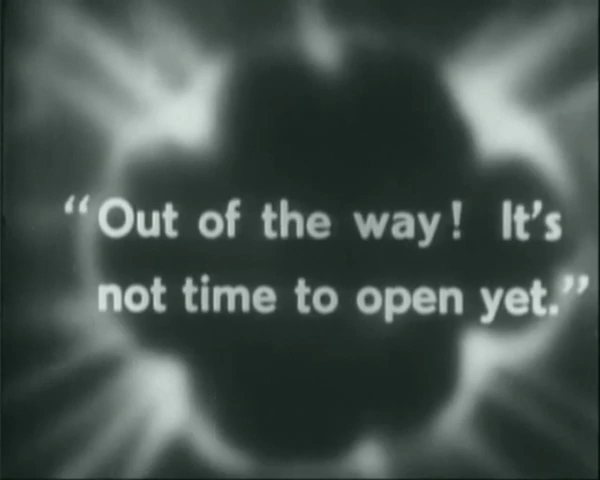 “Out of the way! It’s
not time to open yet.”